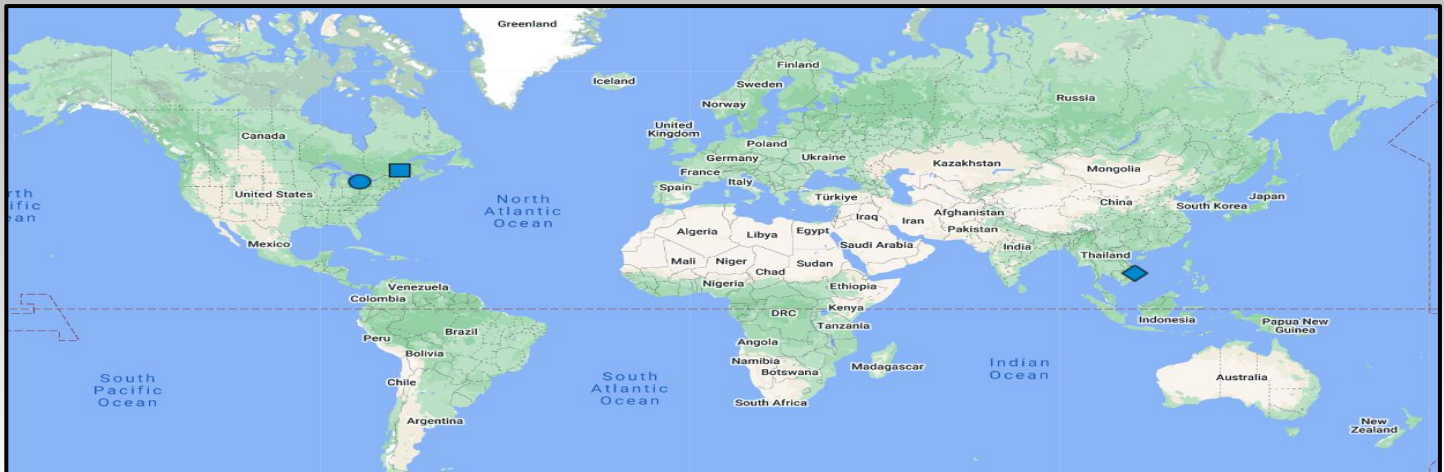 Greenland
Iceland
Finland
Sweden
Norway
Russia
United
Kingdom
Canada
Poland
Germany
Ukraine
Kazakhstan
Mongolia
France
Italy
Spain
Türkiye
United States
North
Atlantic
Ocean
rth
ific
ean
China
South Korea
Japan
Iraq
Iran
Afghanistan
Pakistan
Algeria
Libya
Egypt
Saudi Arabia
India
Mexico
Mali
Niger
Chad
Sudan
Thailand
Venezuela
Colombia
Nigeria
Ethiopia
DRC
Kenya
Tanzania
Indonesia
Papua New
Guinea
Brazil
Peru
Bolivia
Angola
Namibia
Botswana
Madagascar
Indian
Ocean
South
Pacific
Ocean
South
Atlantic
Ocean
Chile
Australia
South Africa
Argentina
New
Zealand